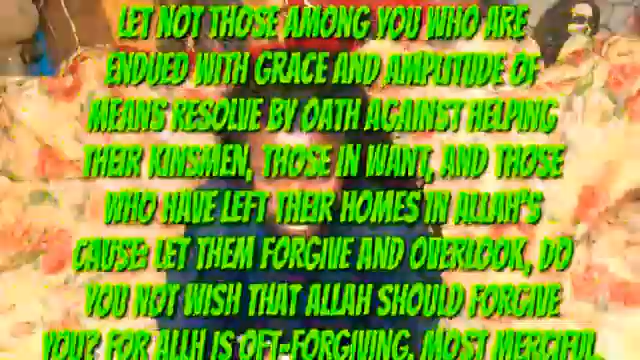 LET NOT THOSE AMONG YOU WHO ARE
ENDUED WITH GRACE AND AMPLITUDE OF
MEANS RESOLVE BY OATH AGAINST HELPING
THEIR KINSMEN, THOSE IN WANT, AND THOSE
WHO HAVE LEFT THEIR HOMES IN ALLAH'S
CAUSE: LET THEM FORGIVE AND OVERLOOK, DO
YOU NOT WISH THAT ALLAH SHOULD FORGIVE
YOU? FOR ALLH IS OFT-FORGIVING, MOST MERCIFUL.